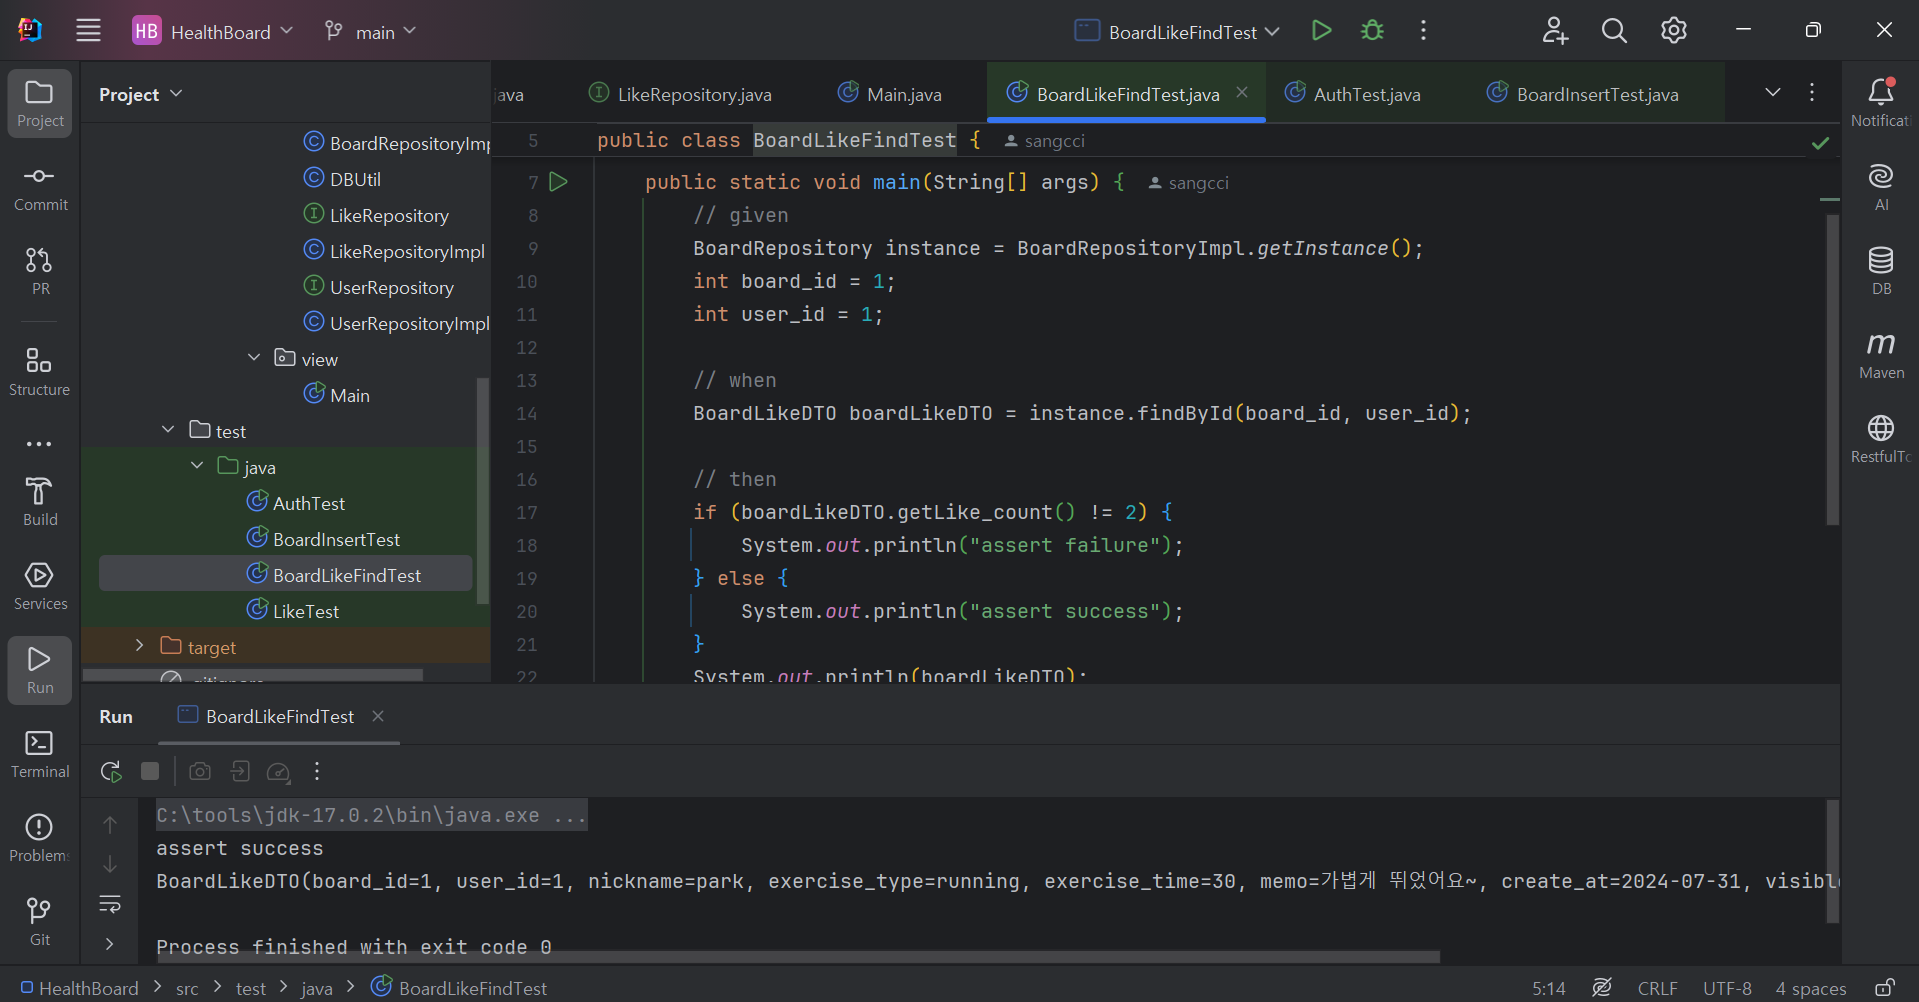 HB HealthBoard main BoardLikeFindTest
Project
Commit
PR
Structure
Build
Services
Run
Terminal
Problem
Git
Project
BoardRepositoryImp
DBUtil
LikeRepository
LikeRepositoryImpl
UserRepository
UserRepositoryImpl
view
Main
test
java
AuthTest
BoardInsertTest
BoardLikeFindTest
LikeTest
target
.gitignore
java LikeRepository.java Main.java BoardLikeFindTest.java AuthTest.java BoardInsertTest.java
5 public class BoardLikeFindTest { sangcci
7 public static void main(String[] args) { sangcci
8 // given
9 BoardRepository instance = BoardRepositoryImpl.getInstance();
10 int board_id = 1;
11 int user_id = 1;
12
13 // when
14 BoardLikeDTO boardLikeDTO = instance.findById(board_id, user_id);
15
16 // then
17 if (boardLikeDTO.getLike_count() != 2) {
18 System.out.println("assert failure");
19 } else {
20 System.out.println("assert success");
21 }
22 System.out.println(boardLikeDTO);
Notificat
AI
DB
m
Maven
RestfulTo
Run BoardLikeFindTest
C:\tools\jdk-17.0.2\bin\java.exe ...
assert success
BoardLikeDTO(board_id=1, user_id=1, nickname=park, exercise_type=running, exercise_time=30, memo=가볍게 뛰었어요~, create_at=2024-07-31, visibl
Process finished with exit code 0
HealthBoard > src > test > java > BoardLikeFindTest 5:14 CRLF UTF-8 4 spaces